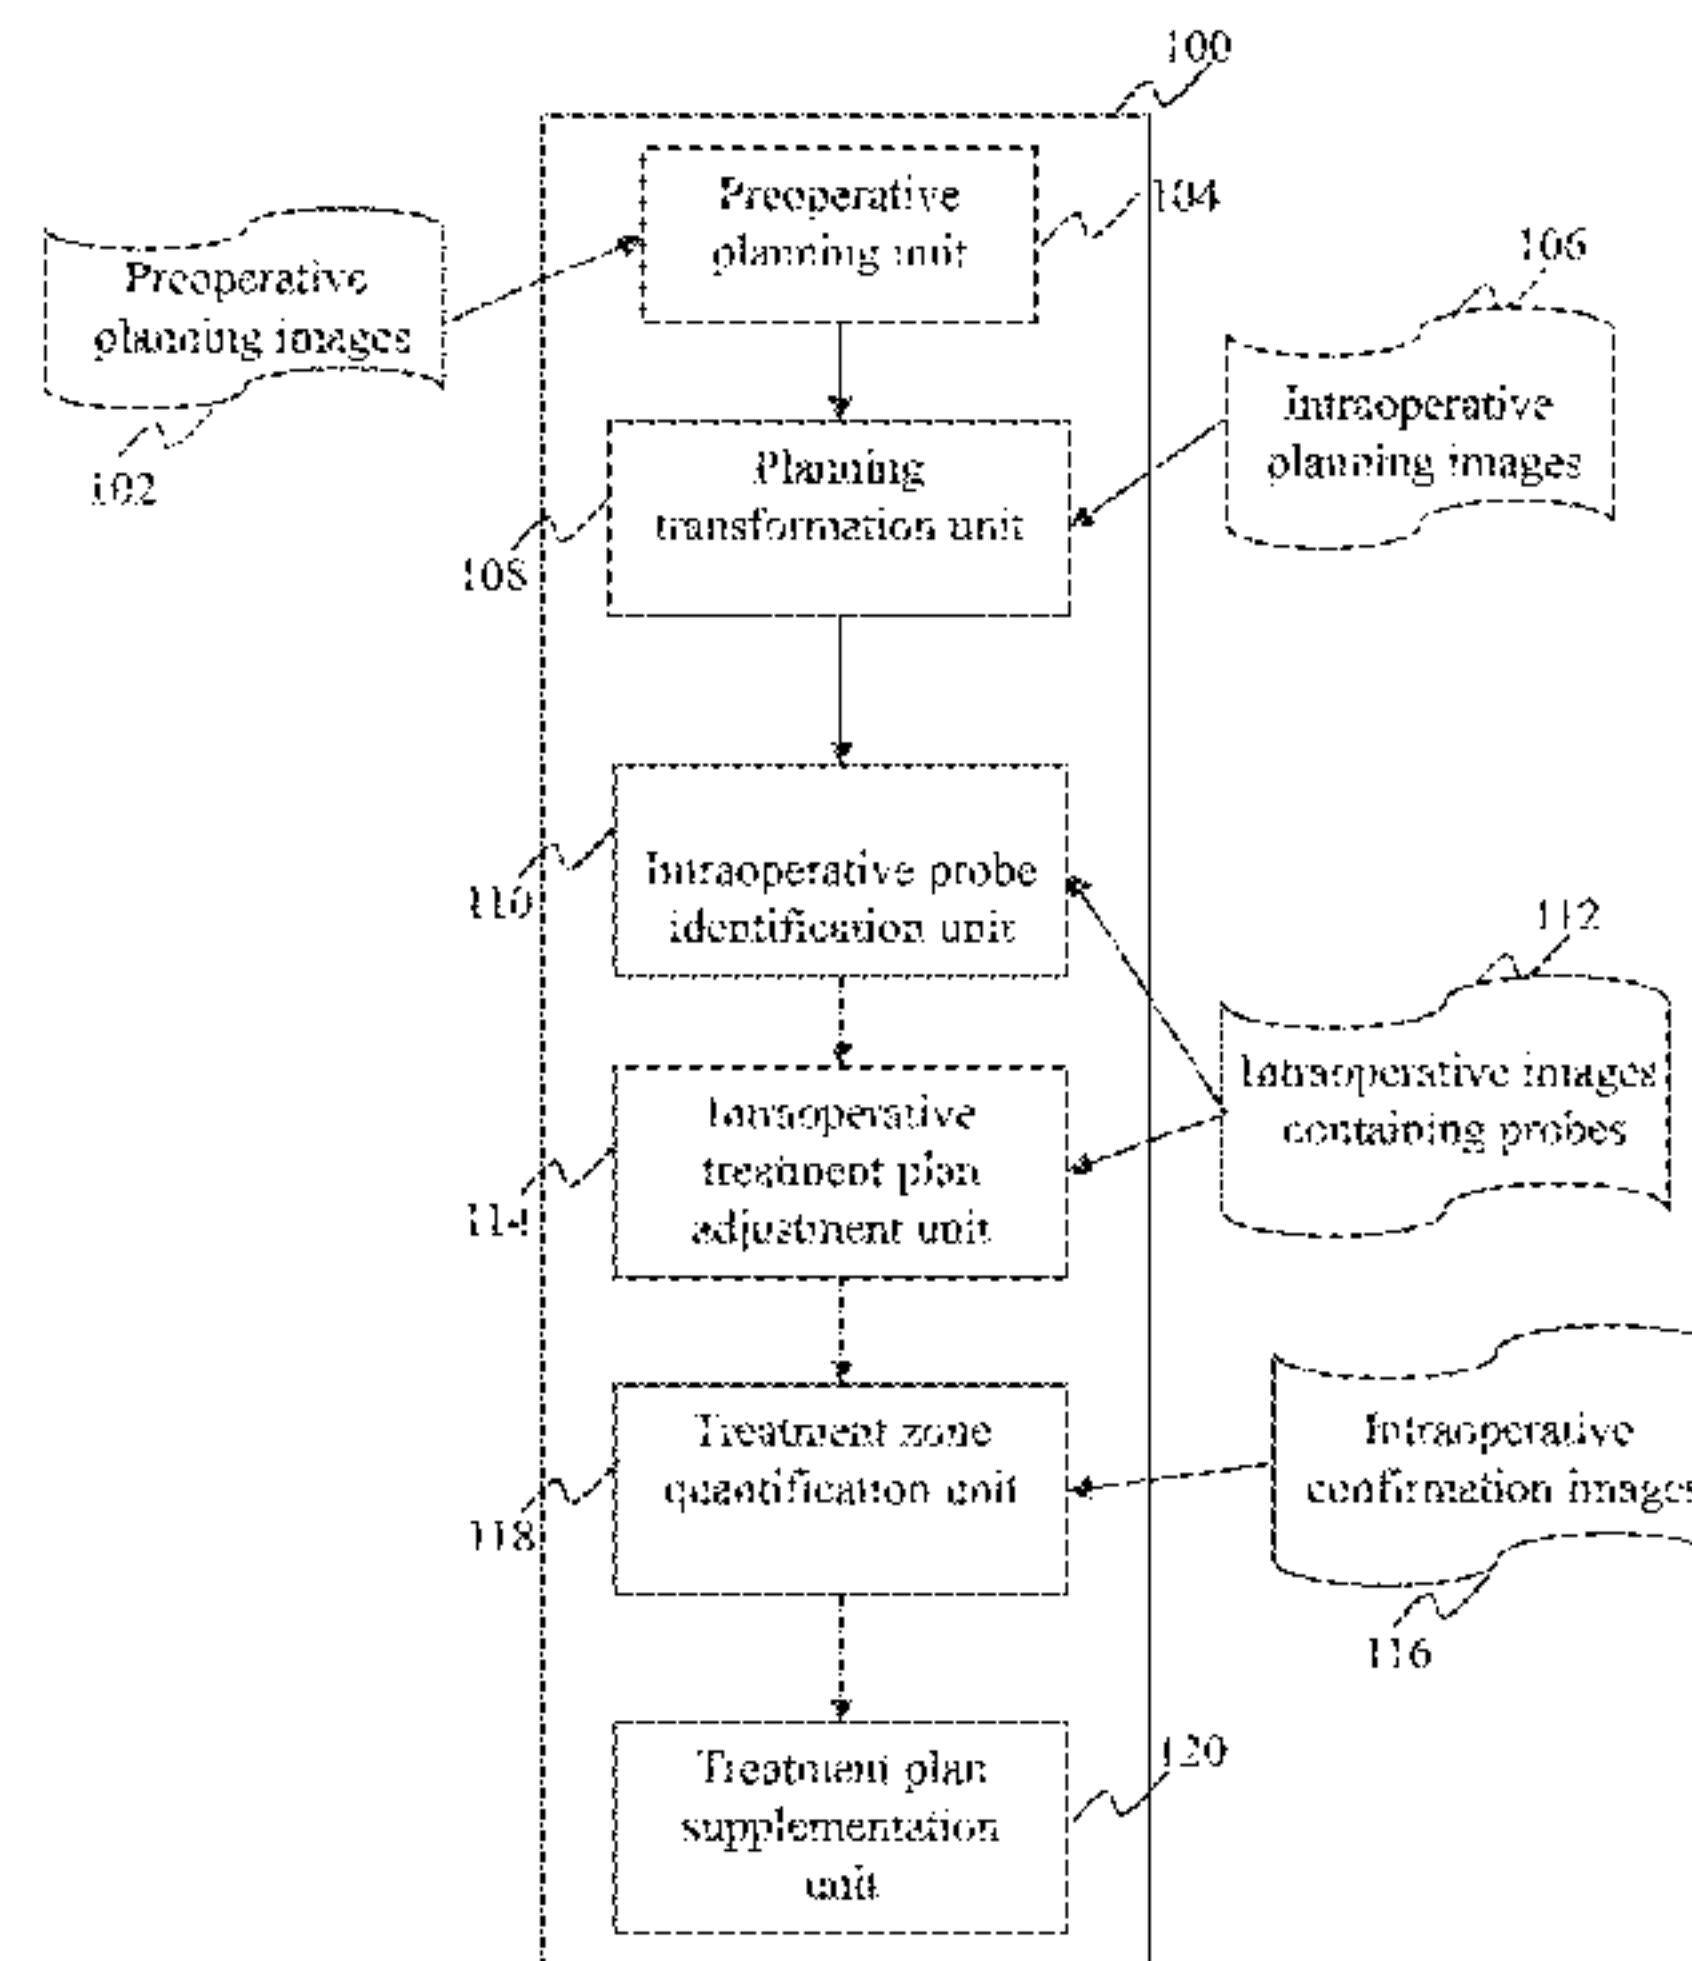 100
Preoperative
planning unit
104
Preoperative
planning images
102
106
Intraoperative
planning images
Planning
transformation unit
108
Intraoperative probe
identification unit
110
112
Intraoperative images
containing probes
Intraoperative
treatment plan
adjustment unit
114
Treatment zone
quantification unit
118
Intraoperative
confirmation images
116
Treatment plan
supplementation
unit
120